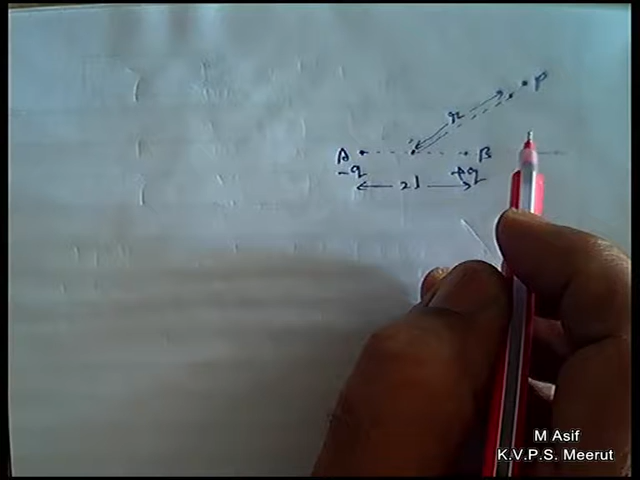 P
r
A B
-q +q
2l
M Asif
K.V.P.S. Meerut